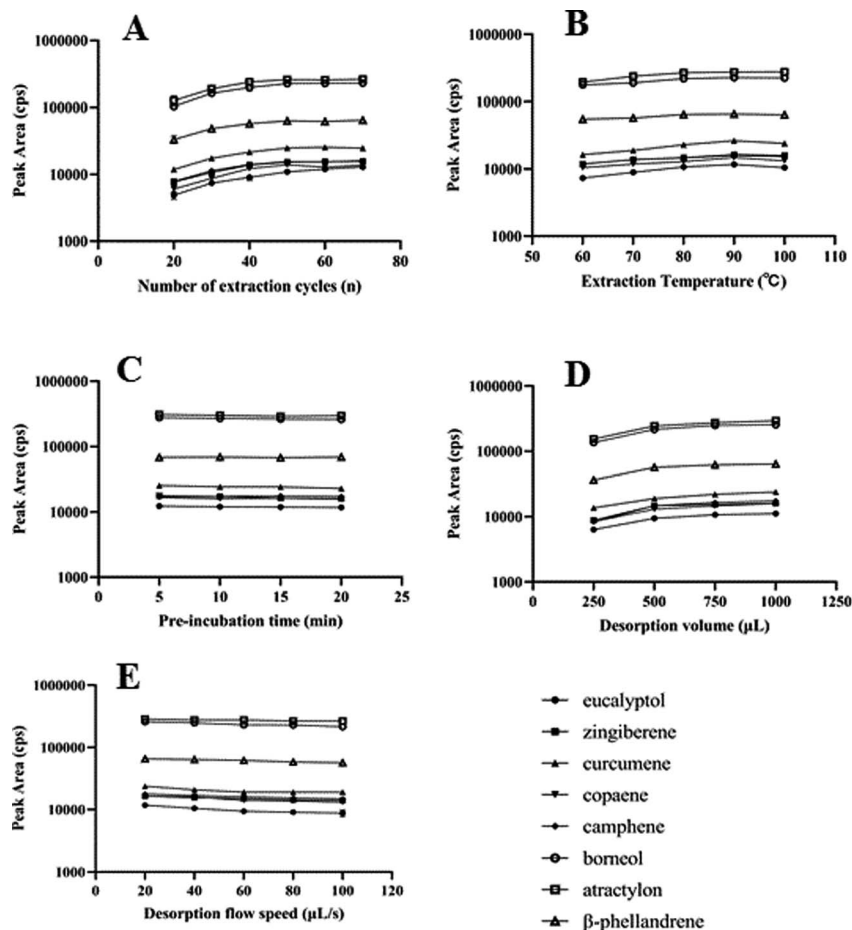 A
1000000
100000
10000
1000
Peak Area (cps)
0
20
40
60
80
Number of extraction cycles (n)
B
1000000
100000
10000
1000
Peak Area (cps)
50
60
70
80
90
100
110
Extraction Temperature (℃)
C
1000000
100000
10000
1000
Peak Area (cps)
0
5
10
15
20
25
Pre-incubation time (min)
D
1000000
100000
10000
1000
Peak Area (cps)
0
250
500
750
1000
1250
Desorption volume (μL)
E
1000000
100000
10000
1000
Peak Area (cps)
0
20
40
60
80
100
120
Desorption flow speed (μL/s)
eucalyptol
zingiberene
curcumene
copaene
camphene
borneol
atractylon
β-phellandrene